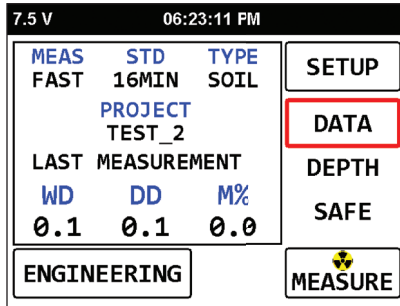 7.5 V 06:23:11 PM
MEAS STD TYPE
FAST 16MIN SOIL
PROJECT
TEST_2
LAST MEASUREMENT
WD DD M%
0.1 0.1 0.0
SETUP
DATA
DEPTH
SAFE
ENGINEERING
MEASURE